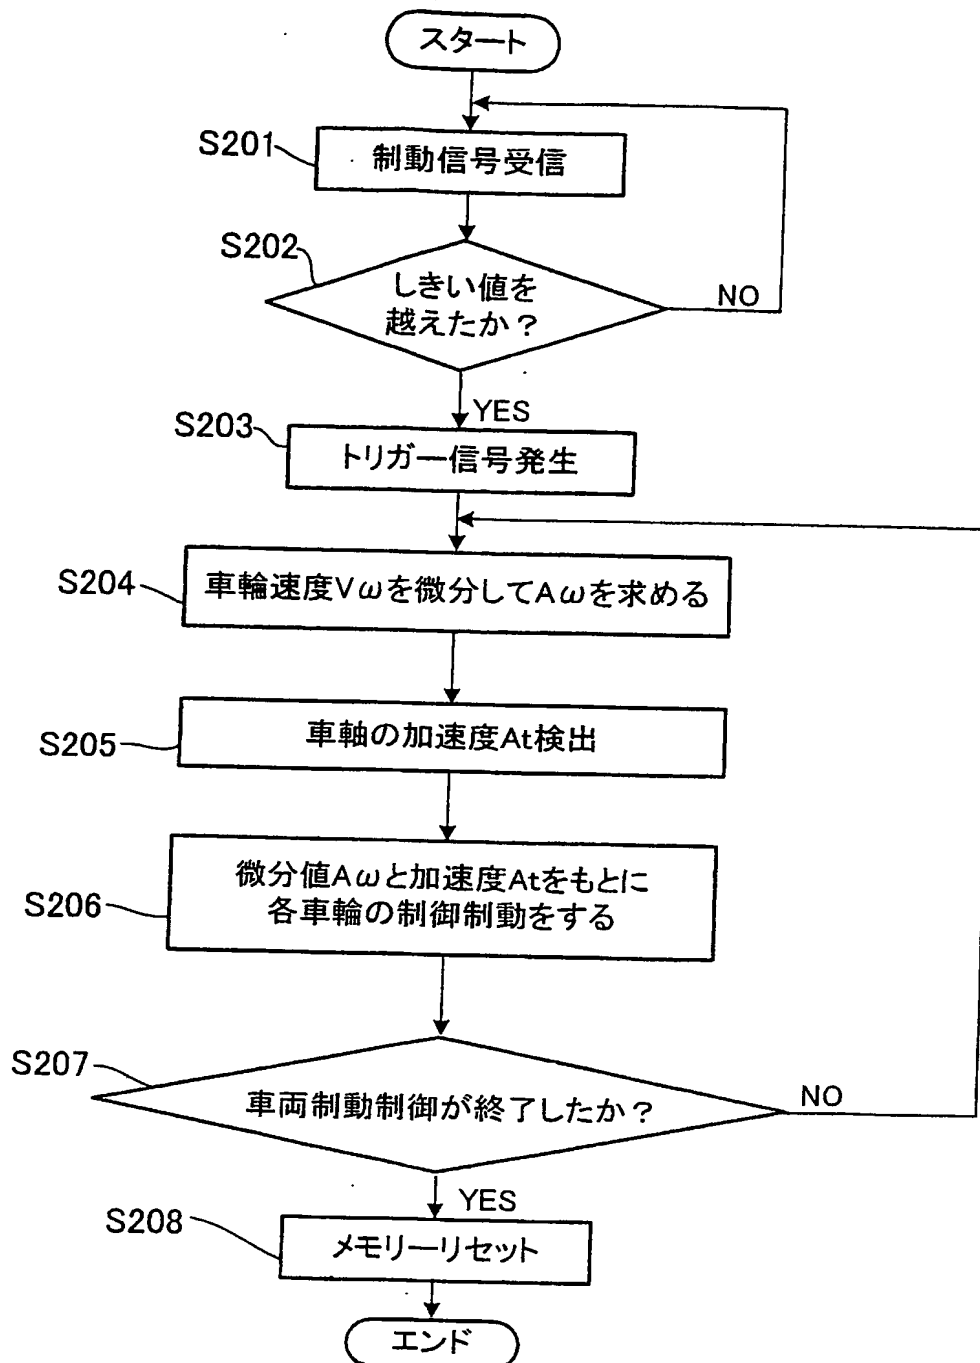 スタート
S201
制動信号受信
S202
しきい値を
越えたか？
NO
YES
S203
トリガー信号発生
S204
車輪速度Vωを微分してAωを求める
S205
車軸の加速度At検出
S206
微分値Aωと加速度Atをもとに
各車輪の制御制動をする
S207
車両制動制御が終了したか？
NO
YES
S208
メモリーリセット
エンド